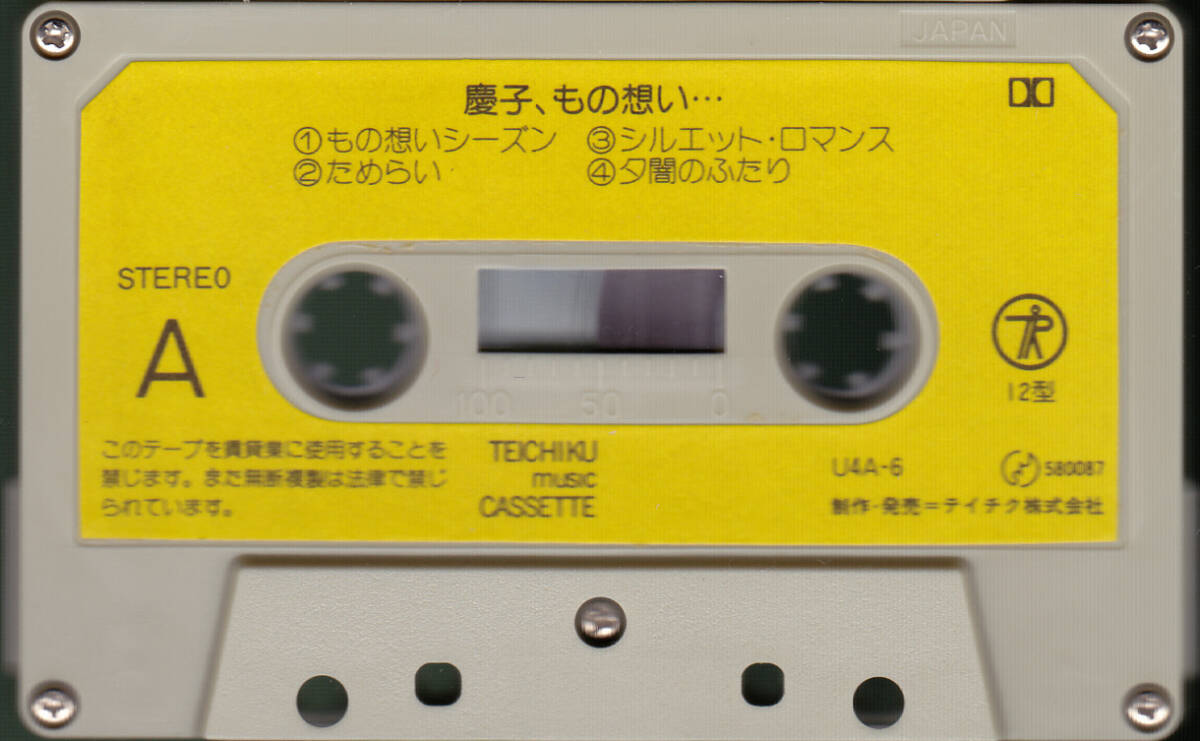 JAPAN
慶子、もの想い…
①もの想いシーズン ③シルエット・ロマンス
②ためらい ④夕闇のふたり
STEREO
A
100 50 0
12型
このテープを賃貸業に使用することを
禁じます。また無断複製は法律で禁じ
られています。
TEICHIKU
music
CASSETTE
U4A-6
580087
制作・発売=テイチク株式会社